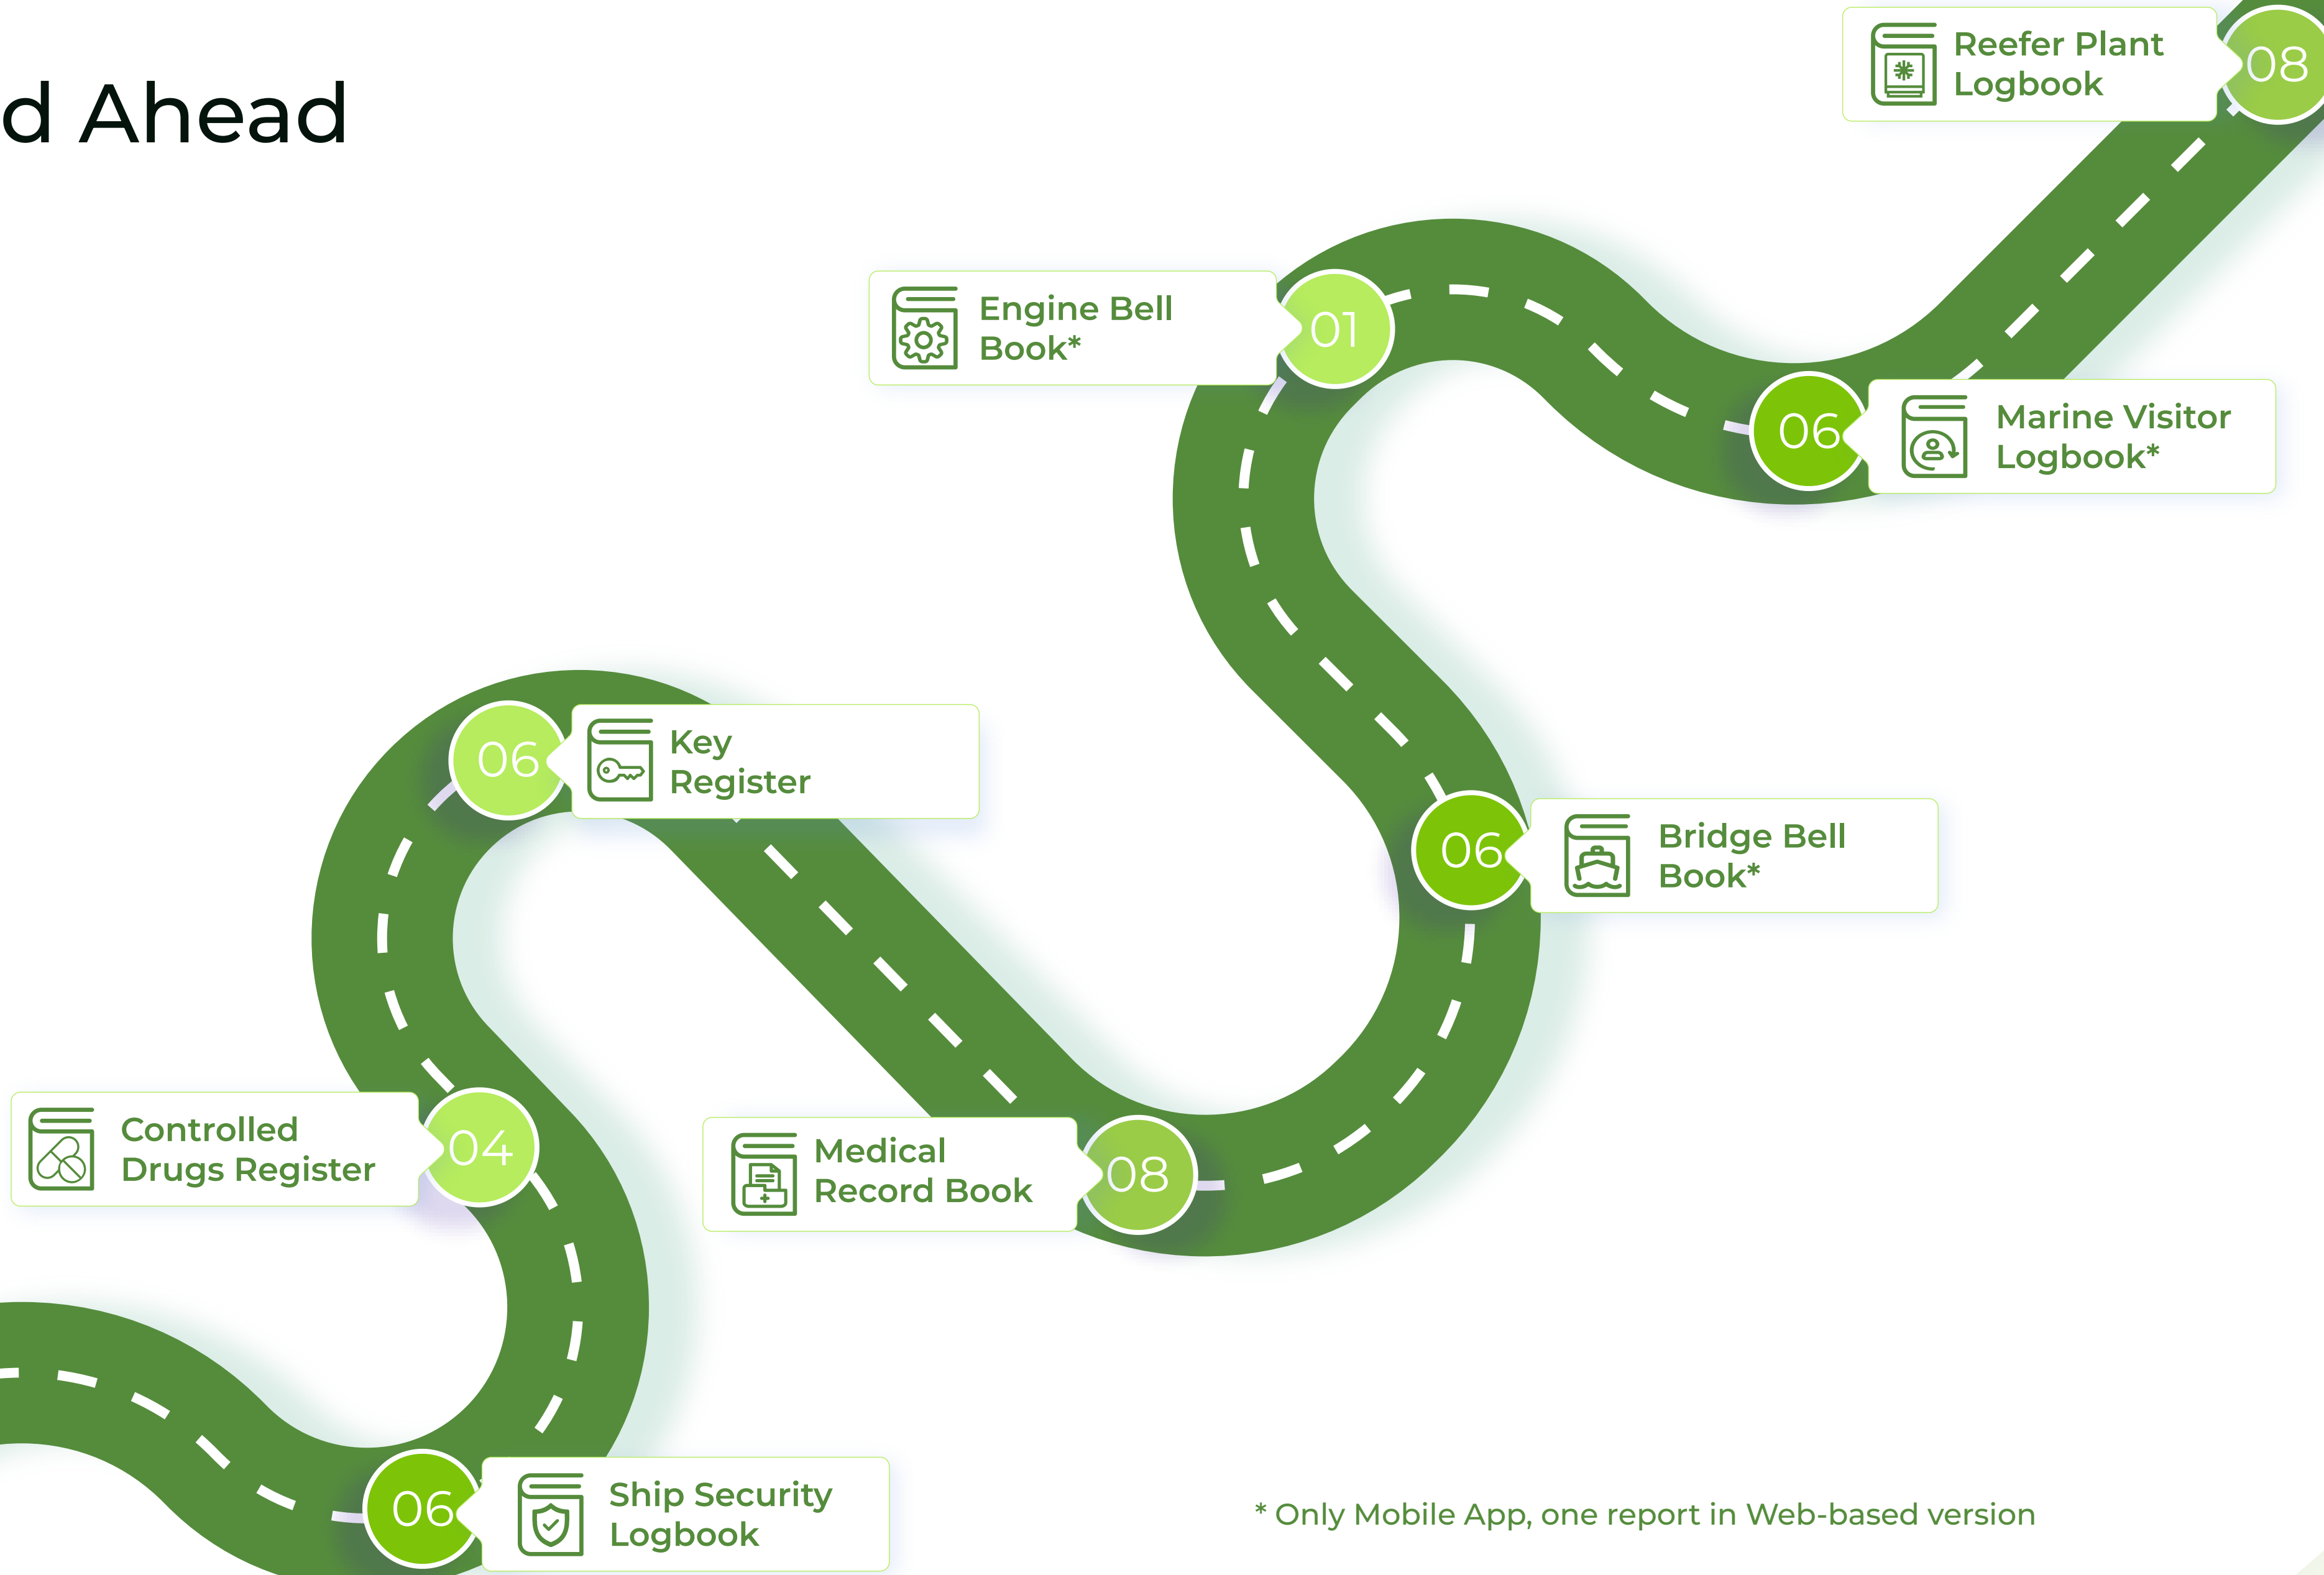 d Ahead
Reefer Plant
Logbook
08
Engine Bell
Book*
01
06
Marine Visitor
Logbook*
06
Key
Register
06
Bridge Bell
Book*
Controlled
Drugs Register
04
Medical
Record Book
08
06
Ship Security
Logbook
* Only Mobile App, one report in Web-based version